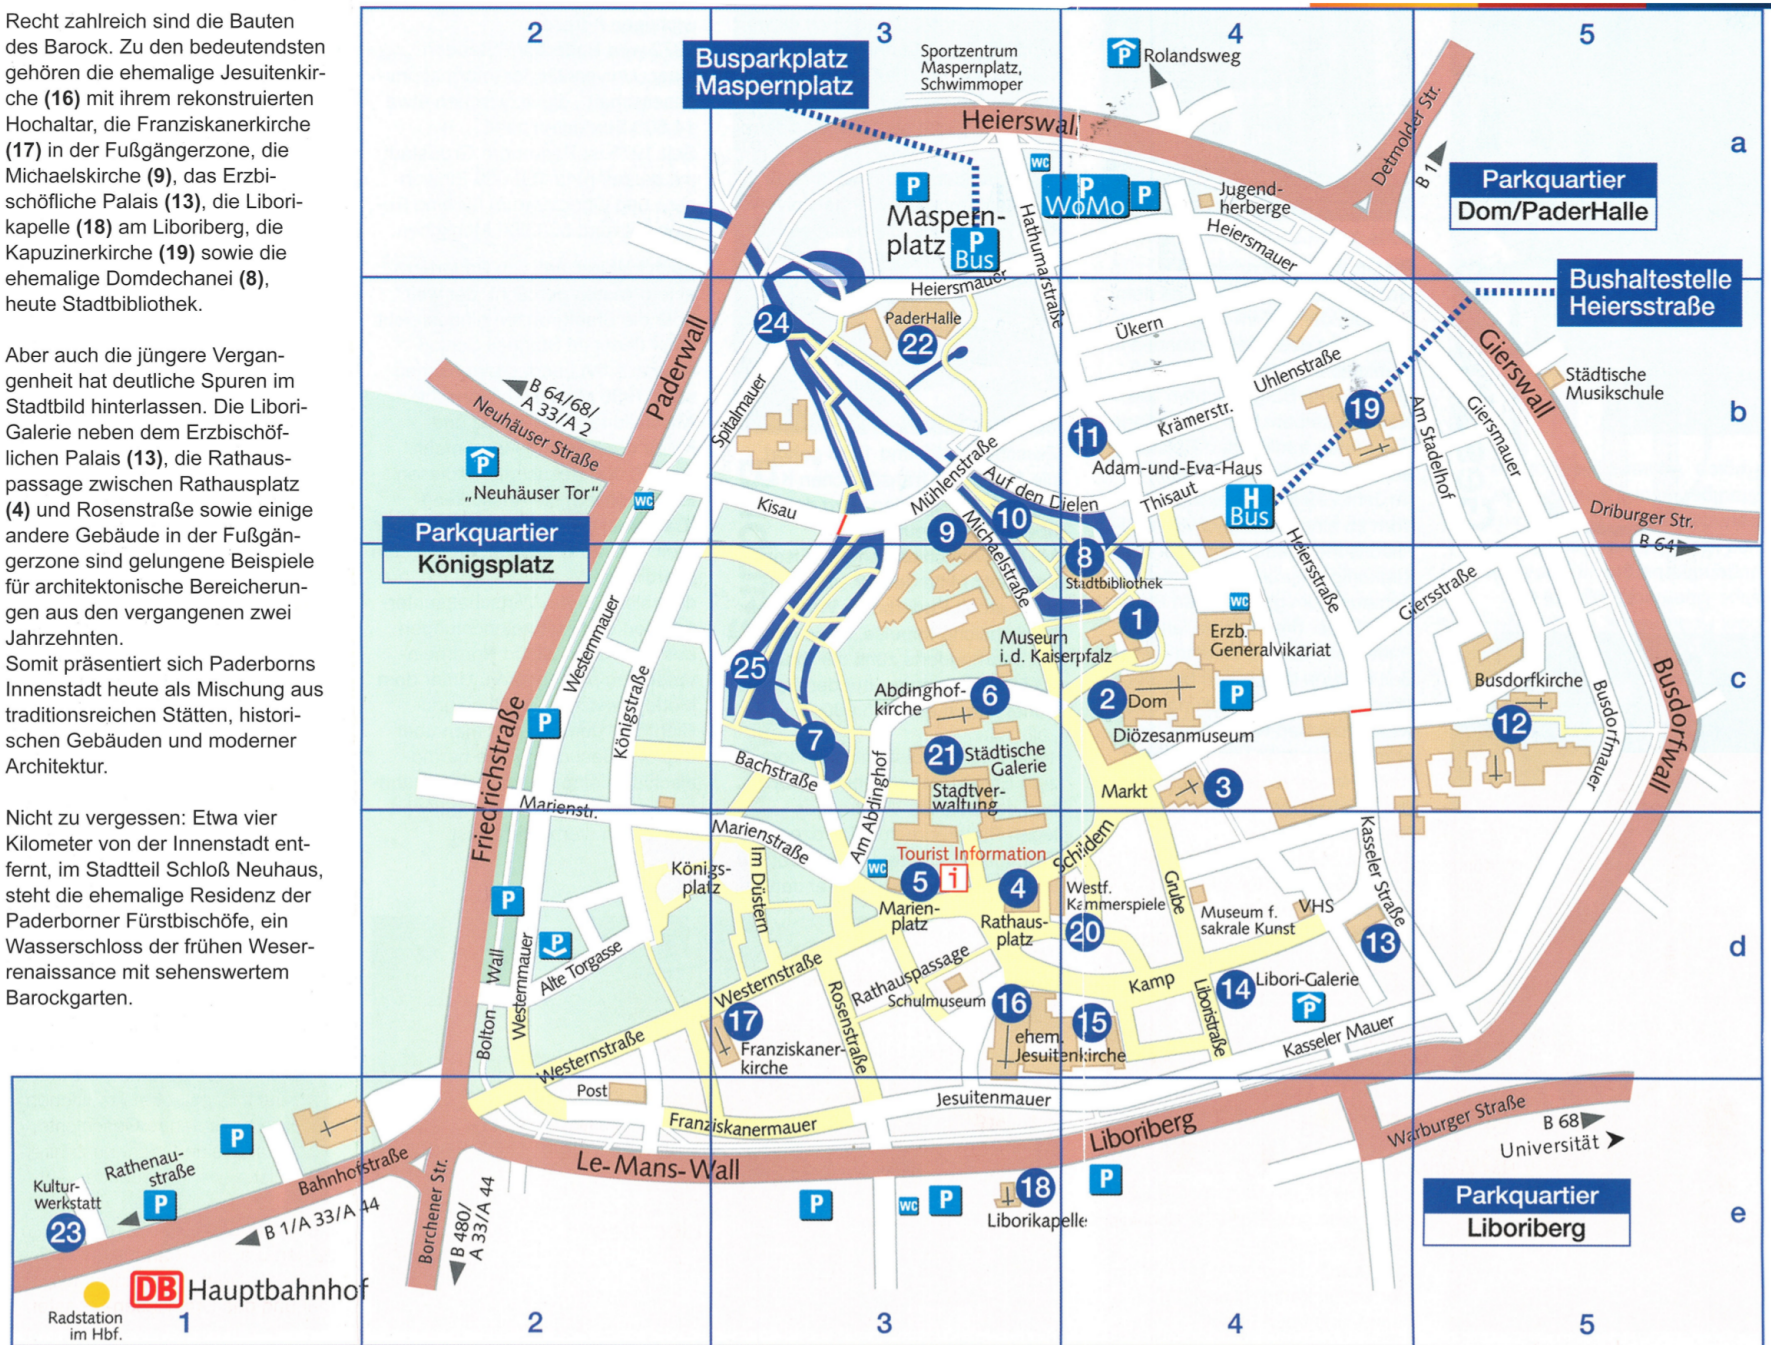 Recht zahlreich sind die Bauten
des Barock. Zu den bedeutendsten
gehören die ehemalige Jesuitenkir-
che (16) mit ihrem rekonstruierten
Hochaltar, die Franziskanerkirche
(17) in der Fußgängerzone, die
Michaelskirche (9), das Erzbi-
schöfliche Palais (13), die Libori-
kapelle (18) am Liboriberg, die
Kapuzinerkirche (19) sowie die
ehemalige Domdechanei (8),
heute Stadtbibliothek.
Aber auch die jüngere Vergan-
genheit hat deutliche Spuren im
Stadtbild hinterlassen. Die Libori-
Galerie neben dem Erzbischöf-
lichen Palais (13), die Rathaus-
passage zwischen Rathausplatz
(4) und Rosenstraße sowie einige
andere Gebäude in der Fußgän-
gerzone sind gelungene Beispiele
für architektonische Bereicherun-
gen aus den vergangenen zwei
Jahrzehnten.
Somit präsentiert sich Paderborns
Innenstadt heute als Mischung aus
traditionsreichen Stätten, histori-
schen Gebäuden und moderner
Architektur.
Nicht zu vergessen: Etwa vier
Kilometer von der Innenstadt ent-
fernt, im Stadtteil Schloß Neuhaus,
steht die ehemalige Residenz der
Paderborner Fürstbischöfe, ein
Wasserschloss der frühen Weser-
renaissance mit sehenswertem
Barockgarten.
2
3
4
5
Busparkplatz
Maspernplatz
Sportzentrum
Maspernplatz,
Schwimmoper
P
Rolandsweg
Heierswall
Detmolder Str.
B 1
a
Parkquartier
Dom/PaderHalle
WC
P
WoMo
P
P
Maspern-
platz
P
Bus
Hathumarstraße
Jugend-
herberge
Heiersmauer
Heiersmauer
Bushaltestelle
Heiersstraße
24
PaderHalle
22
Ükern
Uhlenstraße
Gierswall
Städtische
Musikschule
Paderwall
B 64/68/
A 33/A 2
Neuhäuser Straße
P
„Neuhäuser Tor“
WC
Spitalmauer
11
Krämerstr.
19
Am Stadelhof
Giersmauer
b
Adam-und-Eva-Haus
Mühlenstraße
Auf den Dielen
Thisaut
H
Bus
Kisau
Driburger Str.
B 64
Parkquartier
Königsplatz
9
10
Michaelstraße
8
Stadtbibliothek
Heiersstraße
Giersstraße
WC
1
Westernmauer
Königstraße
25
Museum
i.d. Kaiserpfalz
Erzb.
Generalvikariat
Abdinghof-
kirche
6
2
Dom
P
Busdorfkirche
12
Busdorfmauer
Busdorfwall
c
P
Friedrichstraße
7
21
Städtische
Galerie
Diözesanmuseum
Bachstraße
Am Abdinghof
Stadtver-
waltung
Markt
3
Marienstr.
Marienstraße
Schildern
Kasseler Straße
Königs-
platz
Im Düstern
WC
Tourist Information
5
i
4
Marien-
platz
Rathaus-
platz
Westf.
Kammerspiele
20
Grube
Museum f.
sakrale Kunst
VHS
13
d
P
P
Bolton Wall
Westernmauer
Alte Torgasse
Westernstraße
Rathauspassage
Schulmuseum
Kamp
Liboristraße
14
Libori-Galerie
P
17
Franziskaner-
kirche
Rosenstraße
16
15
ehem.
Jesuitenkirche
Kasseler Mauer
Westernstraße
Post
Jesuitenmauer
Franziskanermauer
Liboriberg
Warburger Straße
B 68
Universität
P
Rathenau-
straße
Bahnhofstraße
Le-Mans-Wall
Kultur-
werkstatt
23
P
B 1/A 33/A 44
Borchener Str.
B 480/
A 33/A 44
P
WC
P
18
Liborikapelle
P
Parkquartier
Liboriberg
e
DB
Hauptbahnhof
Radstation
im Hbf.
1
2
3
4
5